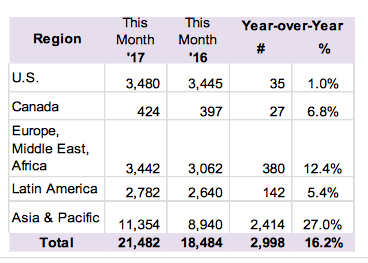 Region This Month '17 This Month '16 Year-over-Year # %
U.S. 3,480 3,445 35 1.0%
Canada 424 397 27 6.8%
Europe,
Middle East,
Africa 3,442 3,062 380 12.4%
Latin America 2,782 2,640 142 5.4%
Asia & Pacific 11,354 8,940 2,414 27.0%
Total 21,482 18,484 2,998 16.2%